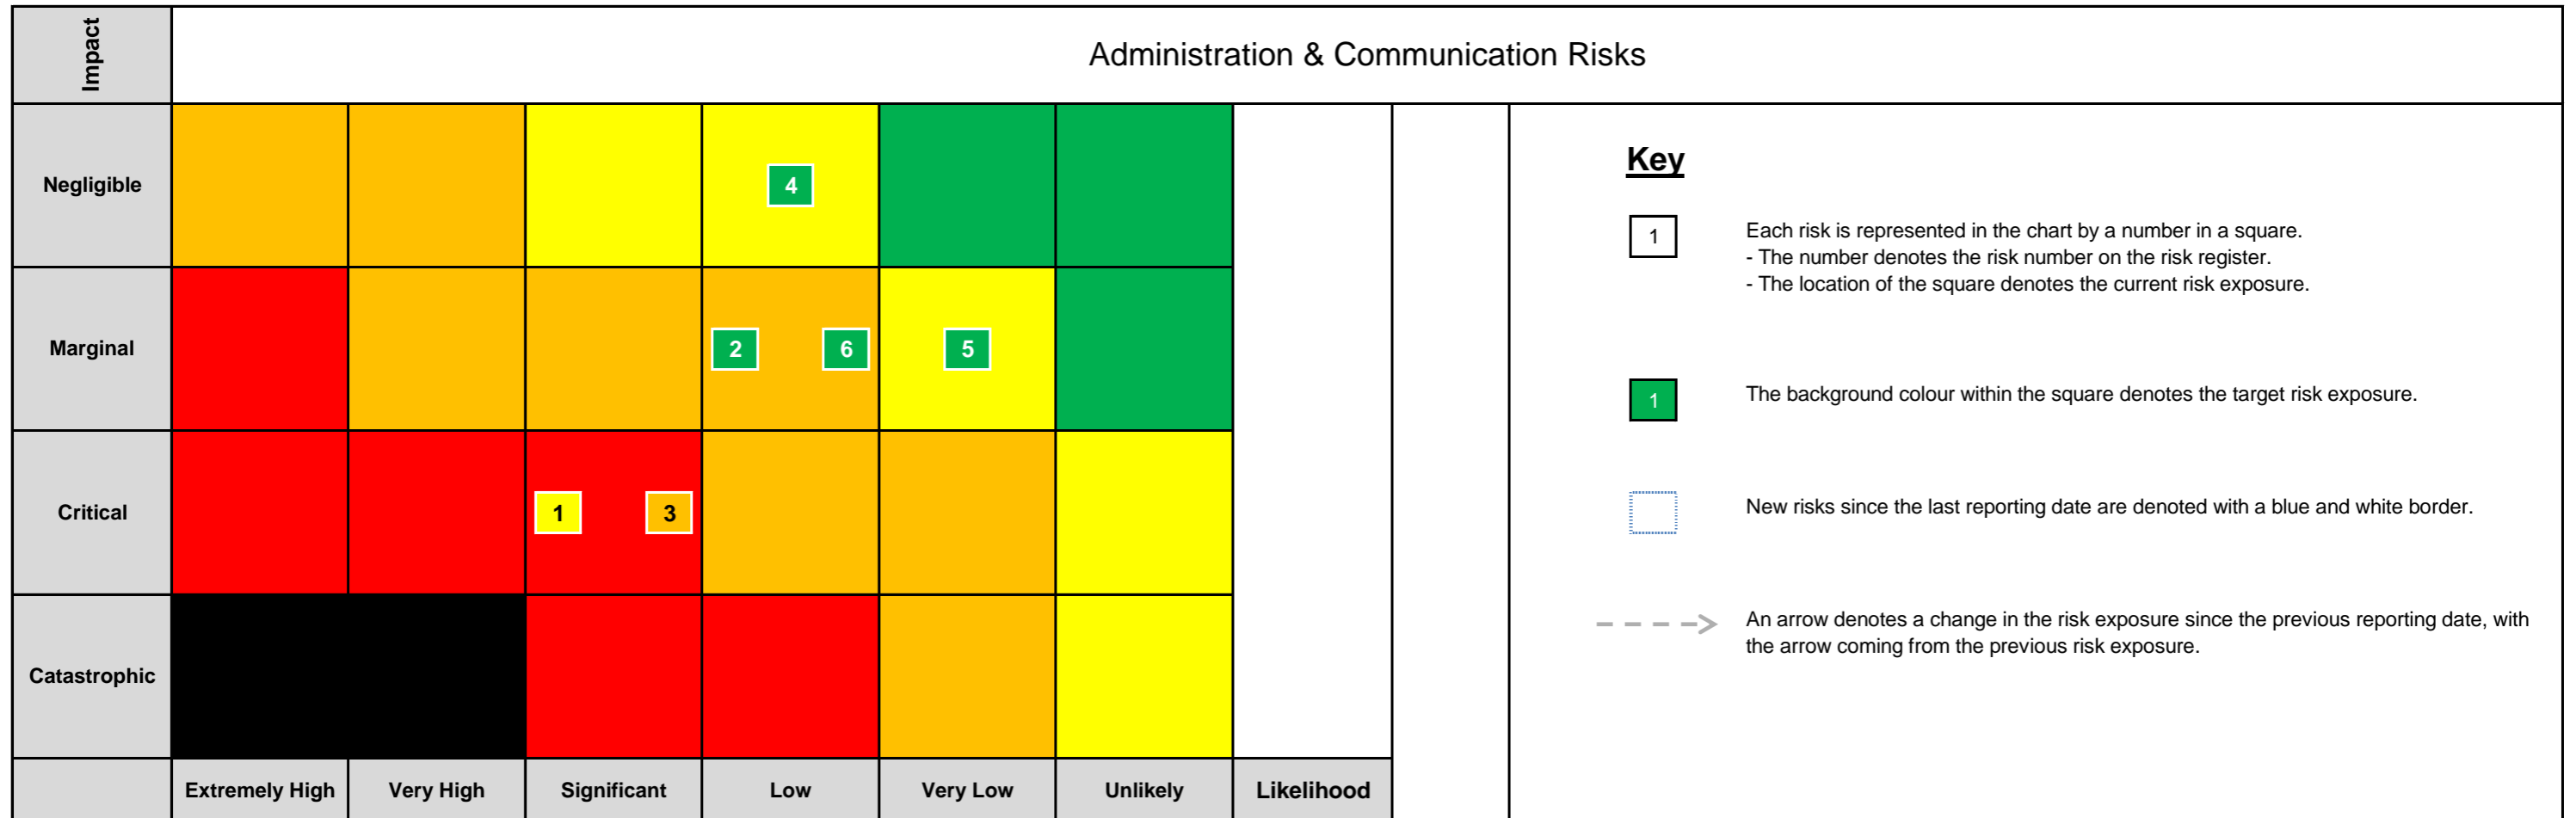 Impact
Administration & Communication Risks
Negligible
4
Marginal
2
6
5
Critical
1
3
Catastrophic
Extremely High
Very High
Significant
Low
Very Low
Unlikely
Likelihood
Key
1
Each risk is represented in the chart by a number in a square.
- The number denotes the risk number on the risk register.
- The location of the square denotes the current risk exposure.
1
The background colour within the square denotes the target risk exposure.
New risks since the last reporting date are denoted with a blue and white border.
An arrow denotes a change in the risk exposure since the previous reporting date, with
the arrow coming from the previous risk exposure.